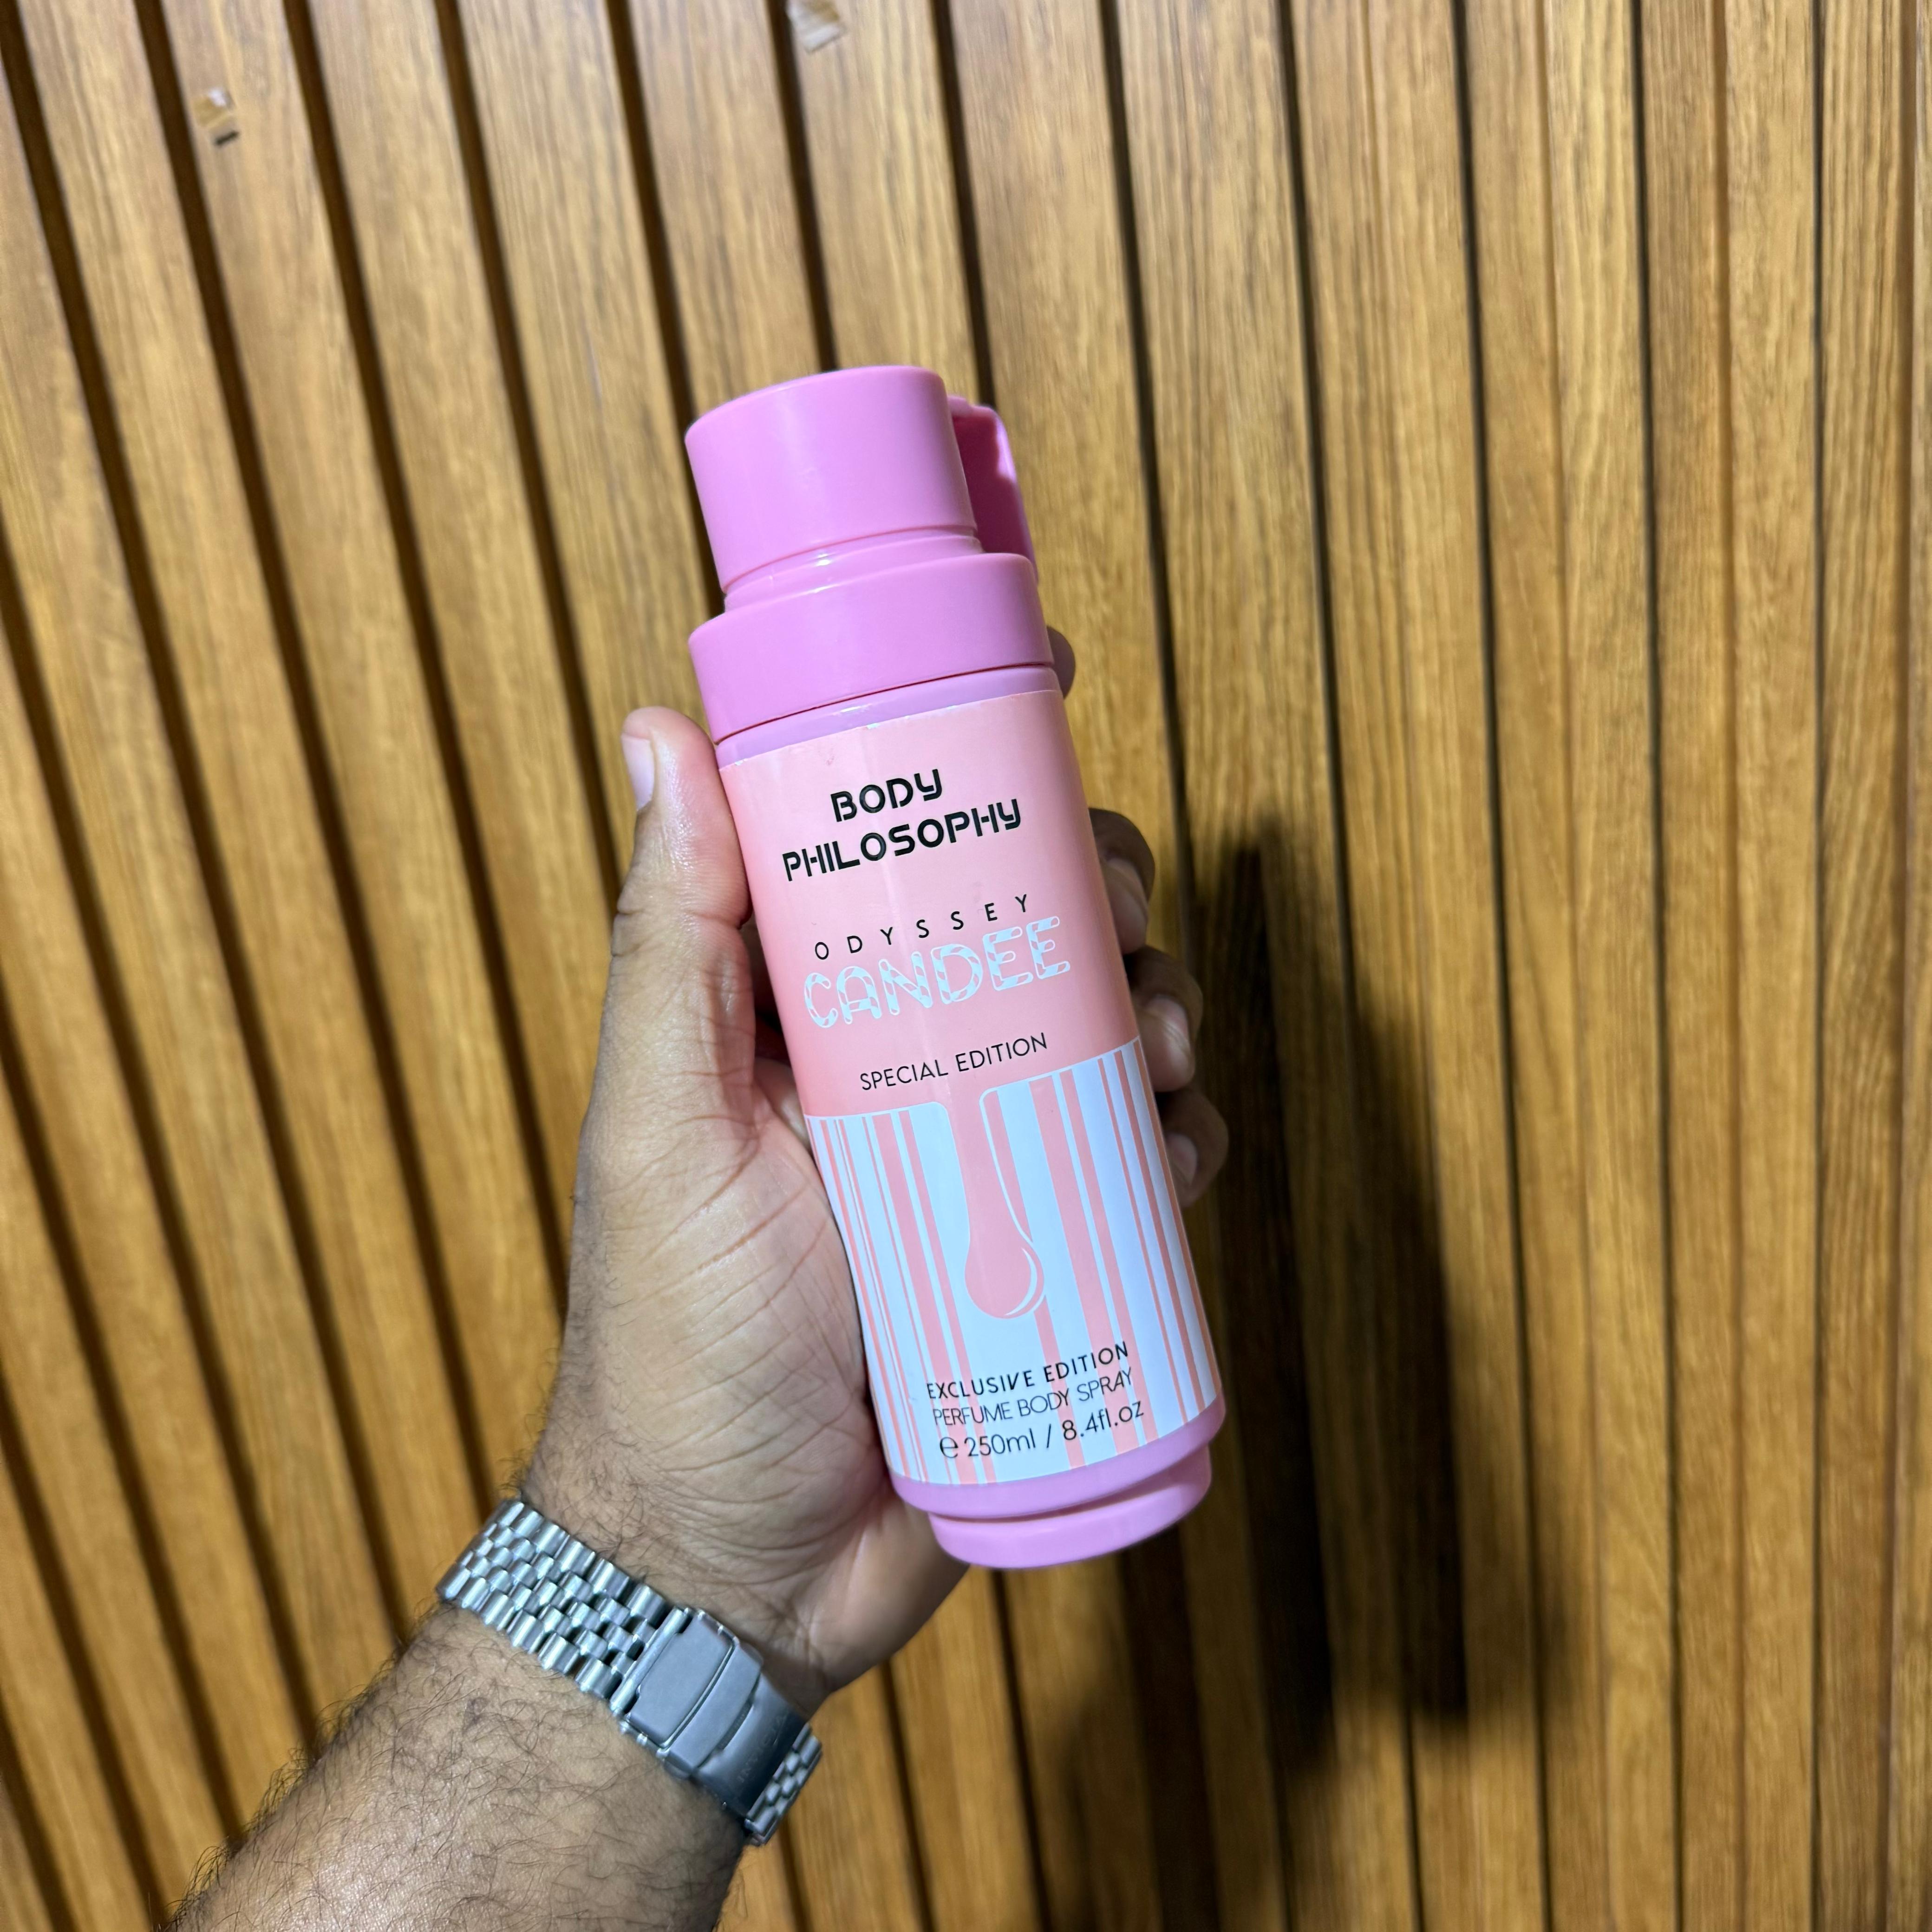 BODY
PHILOSOPHY
ODYSSEY
CANDEE
SPECIAL EDITION
EXCLUSIVE EDITION
PERFUME BODY SPRAY
℮ 250ml / 8.4fl.oz